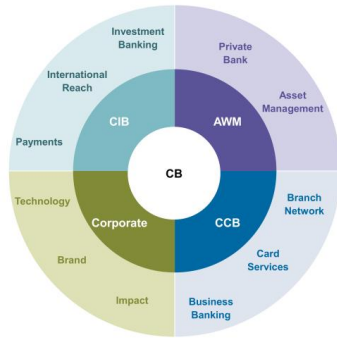 Investment
Banking
International
Reach
Payments
CIB
Private
Bank
Asset
Management
AWM
CB
Technology
Brand
Impact
Corporate
CCB
Branch
Network
Card
Services
Business
Banking